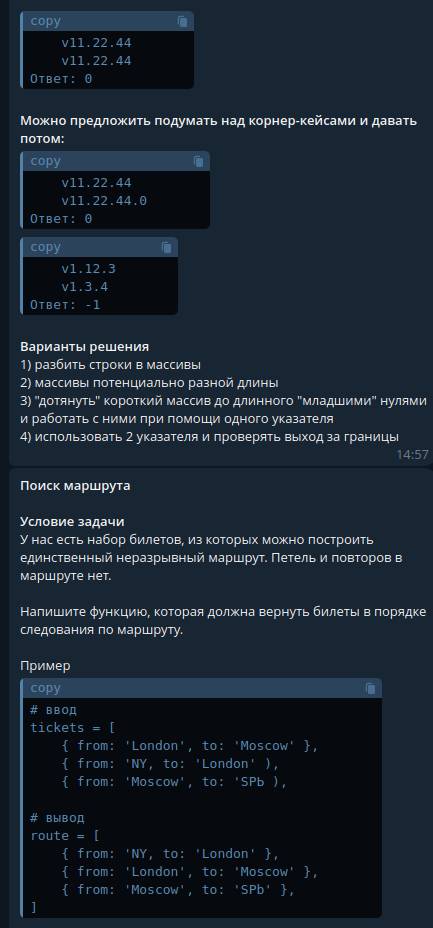 copy
v11.22.44
v11.22.44
Ответ: 0
Можно предложить подумать над корнер-кейсами и давать
потом:
copy
v11.22.44
v11.22.44.0
Ответ: 0
copy
v1.12.3
v1.3.4
Ответ: -1
Варианты решения
1) разбить строки в массивы
2) массивы потенциально разной длины
3) "дотянуть" короткий массив до длинного "младшими" нулями
и работать с ними при помощи одного указателя
4) использовать 2 указателя и проверять выход за границы
14:57
Поиск маршрута
Условие задачи
У нас есть набор билетов, из которых можно построить
единственный неразрывный маршрут. Петель и повторов в
маршруте нет.
Напишите функцию, которая должна вернуть билеты в порядке
следования по маршруту.
Пример
copy
# ввод
tickets = [
{ from: 'London', to: 'Moscow' },
{ from: 'NY, to: 'London' ),
{ from: 'Moscow', to: 'SPb ),
# вывод
route = [
{ from: 'NY, to: 'London' },
{ from: 'London', to: 'Moscow' },
{ from: 'Moscow', to: 'SPb' },
]